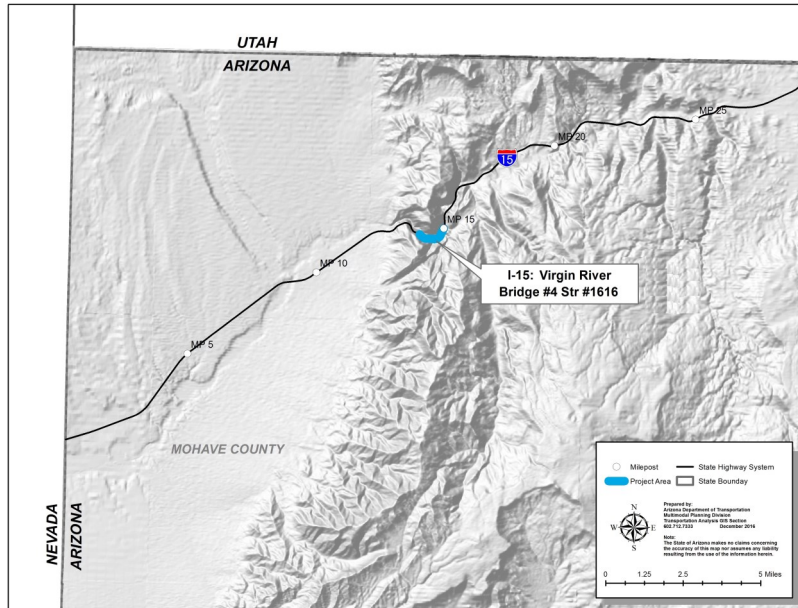 UTAH
ARIZONA
MP 25
MP 20
15
MP 15
I-15: Virgin River
Bridge #4 Str #1616
MP 10
MP 5
MOHAVE COUNTY
NEVADA
ARIZONA
Milepost
State Highway System
Project Area
State Bounday
N
W
E
S
Prepared by:
Arizona Department of Transportation
Multimodal Planning Division
Transportation Analysis GIS Section
602.712.7333 December 2016
Note:
The State of Arizona makes no claims concerning
the accuracy of this map nor assumes any liability
resulting from the use of the information herein.
0 1.25 2.5 5 Miles